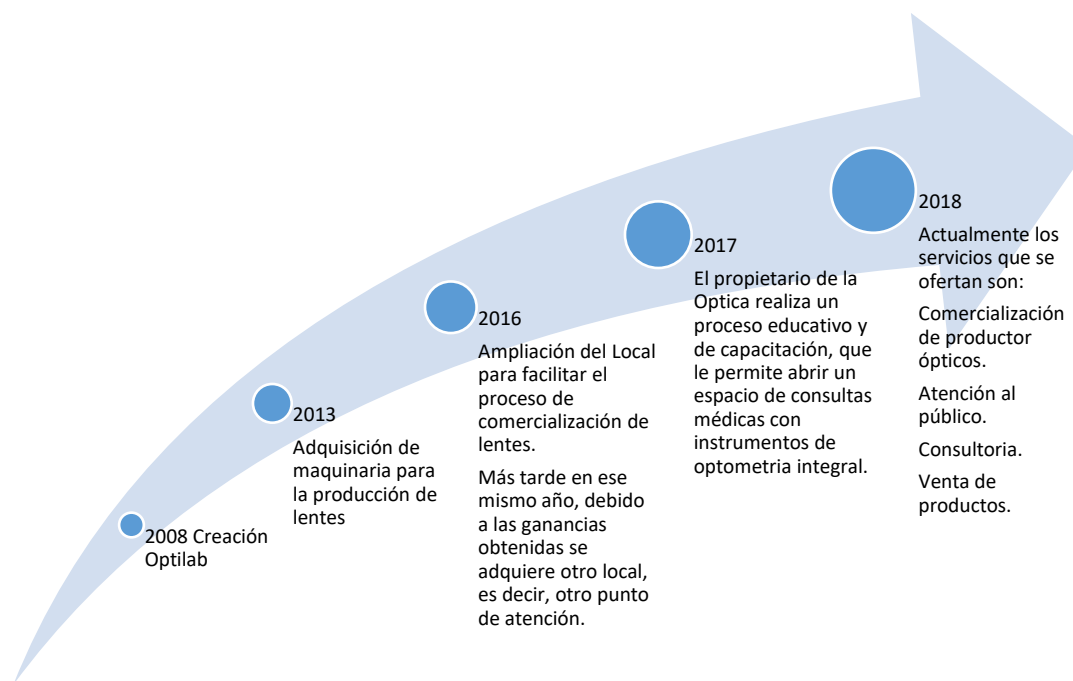 2008 Creación
Optilab
2013
Adquisición de
maquinaria para
la producción de
lentes
2016
Ampliación del Local
para facilitar el
proceso de
comercialización de
lentes.
Más tarde en ese
mismo año, debido
a las ganancias
obtenidas se
adquiere otro local,
es decir, otro punto
de atención.
2017
El propietario de la
Optica realiza un
proceso educativo y
de capacitación, que
le permite abrir un
espacio de consultas
médicas con
instrumentos de
optometria integral.
2018
Actualmente los
servicios que se
ofertan son:
Comercialización
de productor
ópticos.
Atención al
público.
Consultoria.
Venta de
productos.